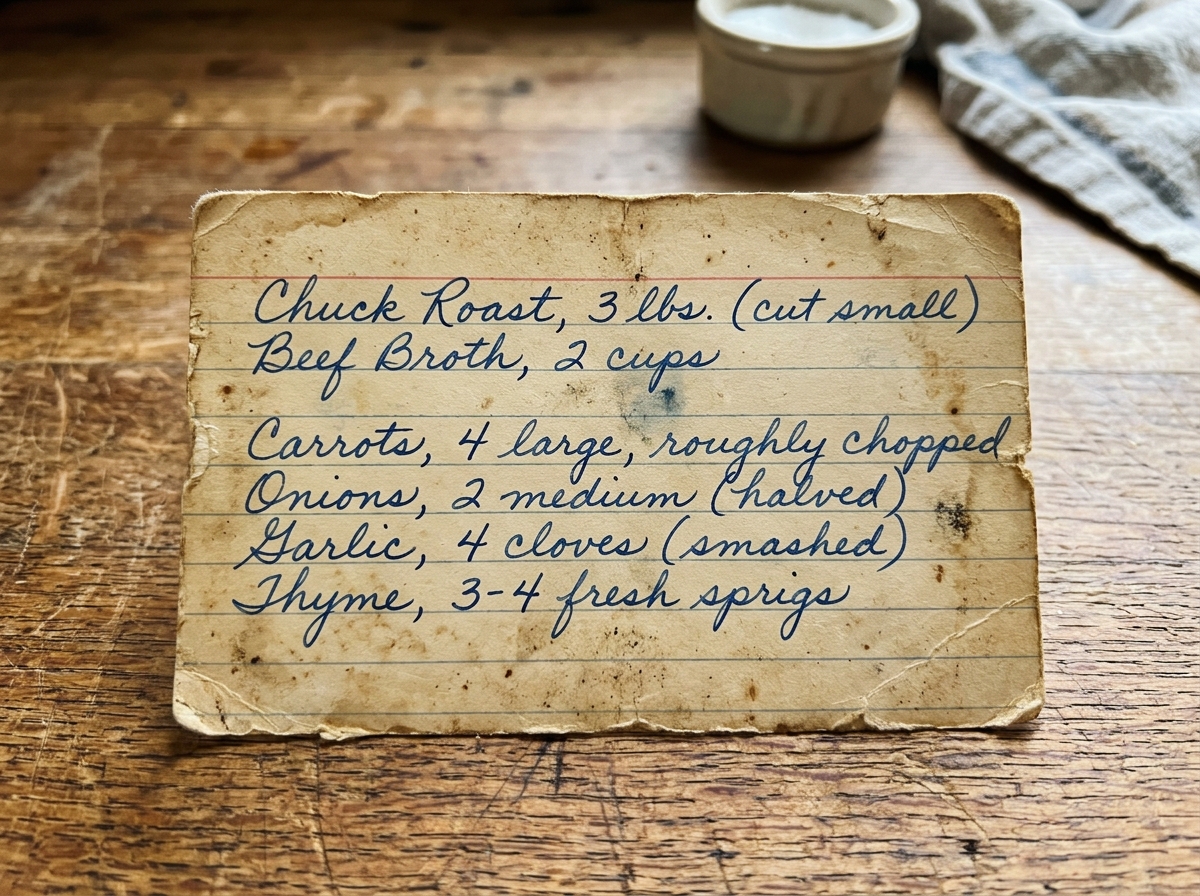 Chuck Roast, 3 lbs. (cut small)
Beef Broth, 2 cups
Carrots, 4 large, roughly chopped
Onions, 2 medium (halved)
Garlic, 4 cloves (smashed)
Thyme, 3-4 fresh sprigs